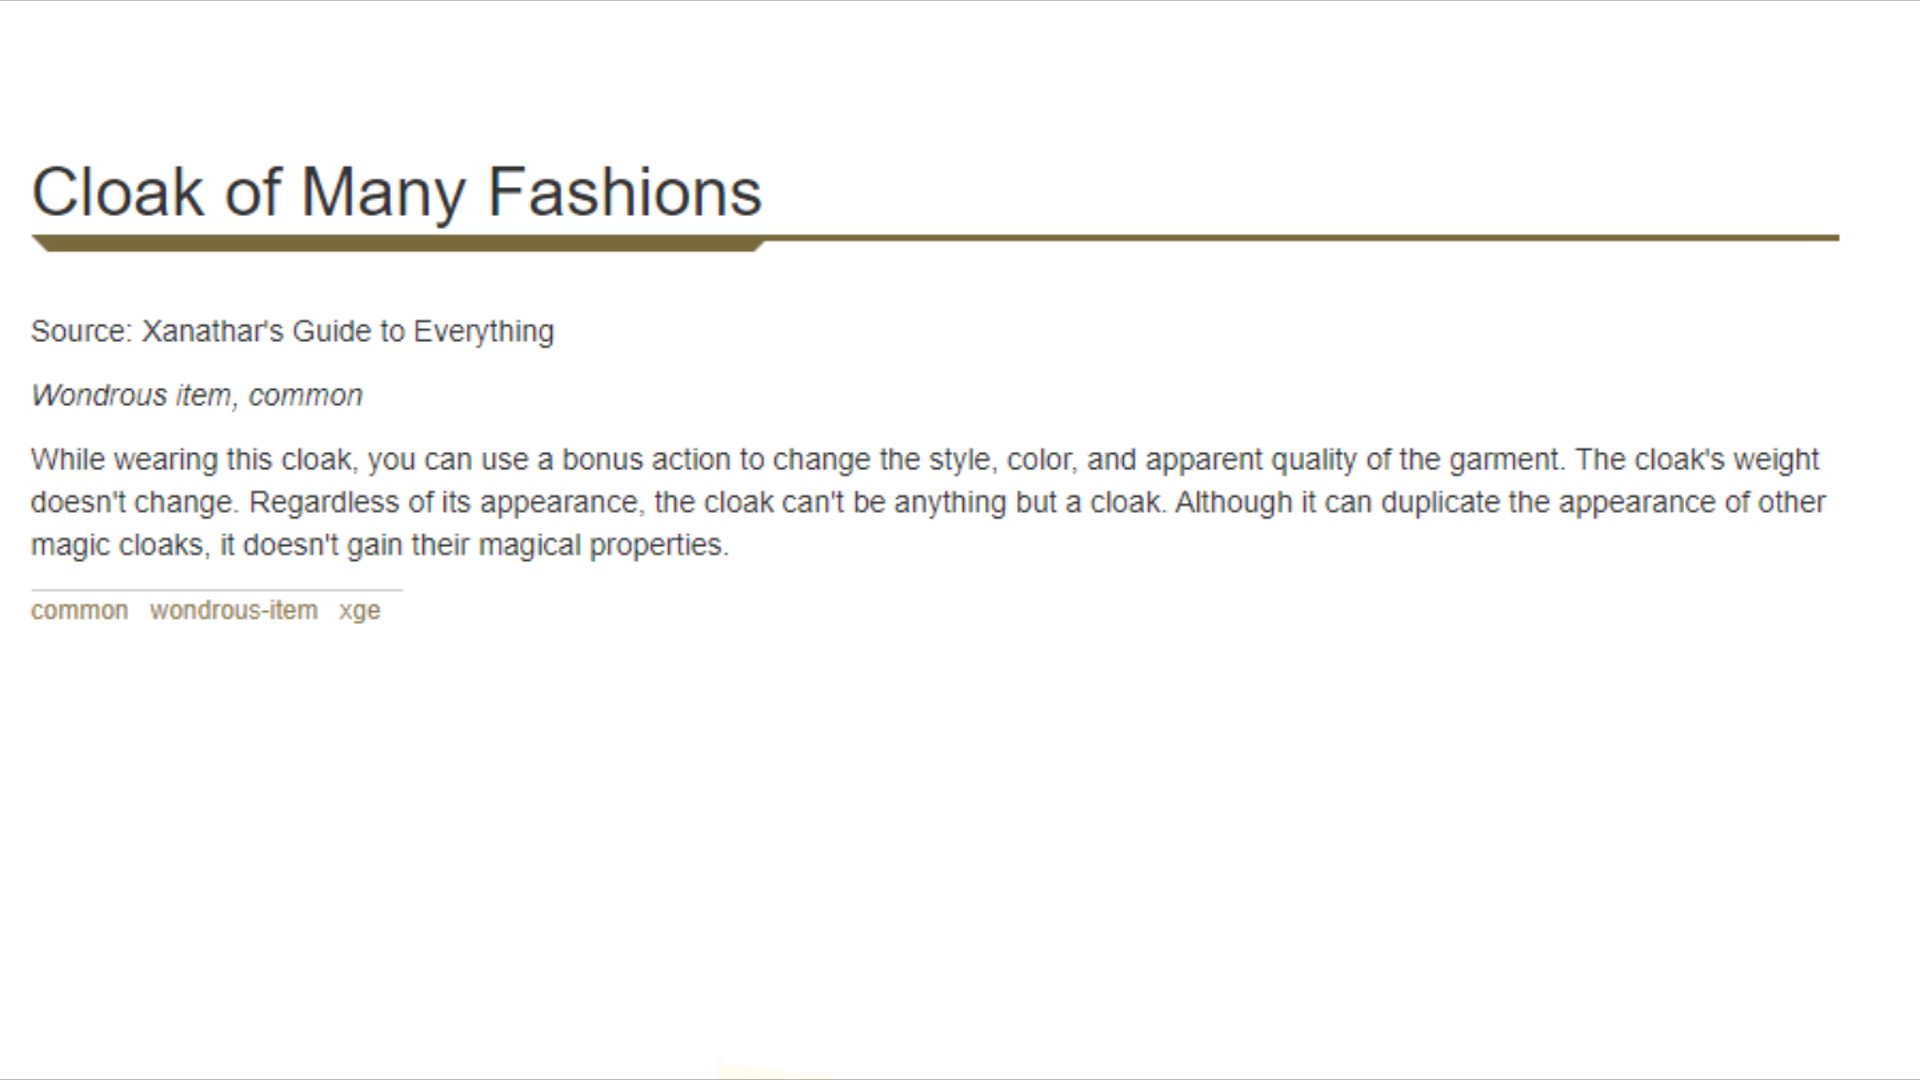 Cloak of Many Fashions
Source: Xanathar's Guide to Everything
Wondrous item, common
While wearing this cloak, you can use a bonus action to change the style, color, and apparent quality of the garment. The cloak's weight
doesn't change. Regardless of its appearance, the cloak can't be anything but a cloak. Although it can duplicate the appearance of other
magic cloaks, it doesn't gain their magical properties.
common wondrous-item xge